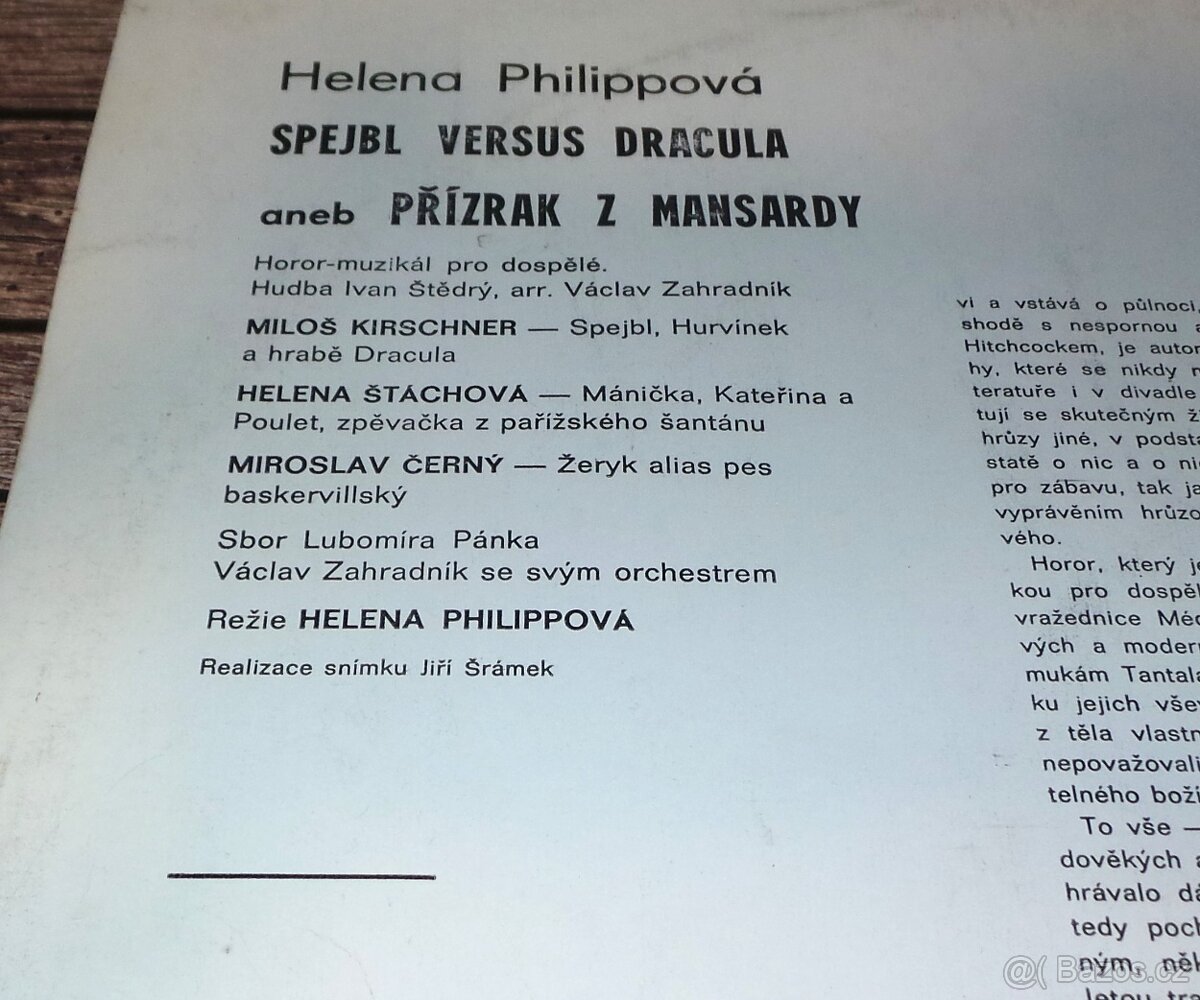 Helena Philippová
SPEJBL VERSUS DRACULA
aneb PŘÍZRAK Z MANSARDY
Horor-muzikál pro dospělé.
Hudba Ivan Štědrý, arr. Václav Zahradník
MILOŠ KIRSCHNER — Spejbl, Hurvínek
a hrabě Dracula
HELENA ŠTÁCHOVÁ — Mánička, Kateřina a
Poulet, zpěvačka z pařížského šantánu
MIROSLAV ČERNÝ — Žeryk alias pes
baskervillský
Sbor Lubomíra Pánka
Václav Zahradník se svým orchestrem
Režie HELENA PHILIPPOVÁ
Realizace snímku Jiří Šrámek
vi a vstává o půlnoci,
shodě s nespornou
Hitchcockem, je autor
hy, které se nikdy
teratuře i v divadle
tují se skutečným
hrůzy jiné, v podsta
statě o nic a o
pro zábavu, tak
vyprávěním hrůzo
vého.
Horor, který
kou pro dospěl
vražednice
vých a modern
mukám Tantala
ku jejich
z těla vlastn
nepovažovali
telného boží
To vše —
dověkých
hrávalo
tedy poch
ným, něk
letou
@( Bazos.cz